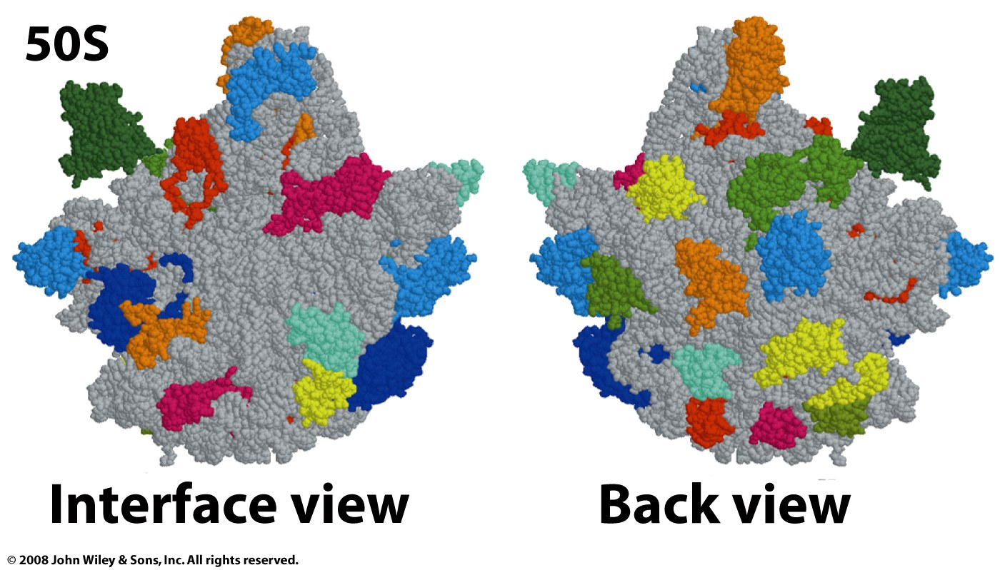 50S
Interface view
Back view
© 2008 John Wiley & Sons, Inc. All rights reserved.